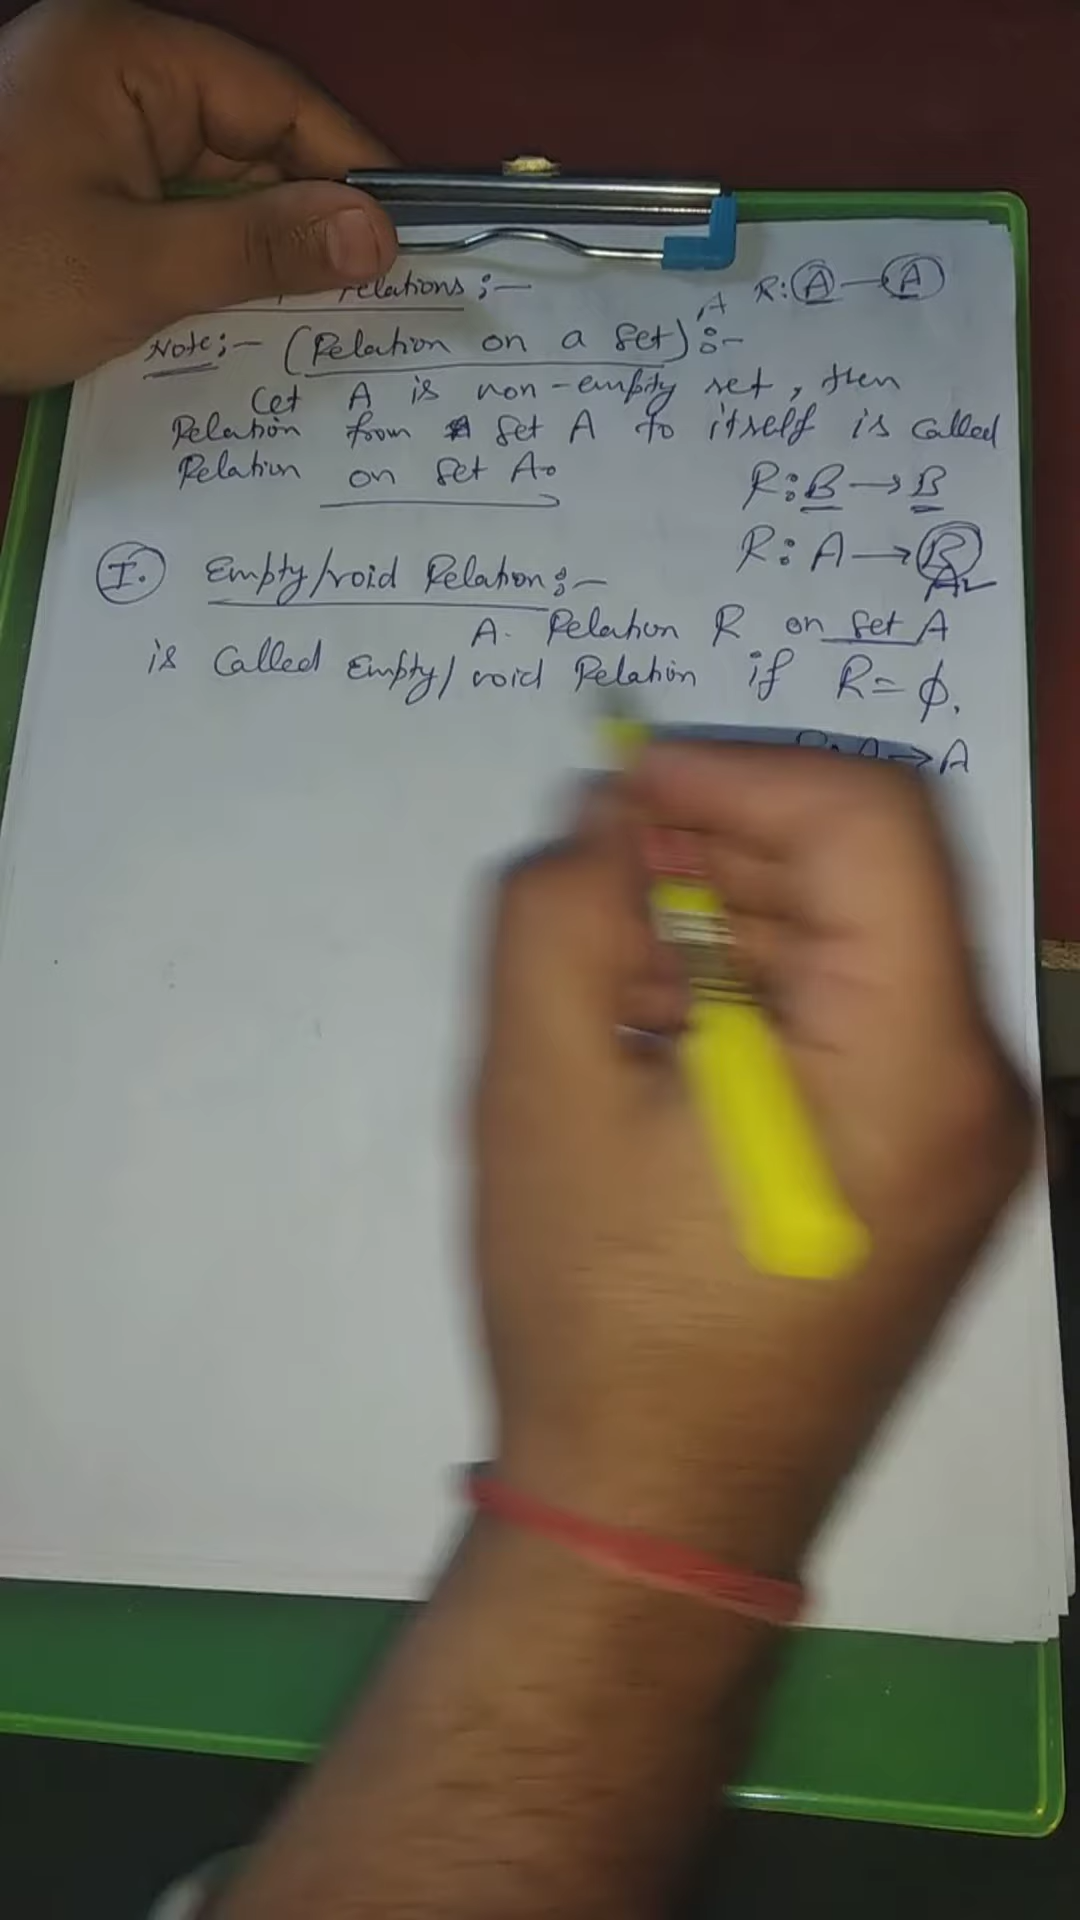 relations :-
R: A → A
Note :- (Relation on a set) A :-
Let A is non-empty set, then
Relation from set A to itself is called
Relation on set A.
R: B → B
R: A → B
A
I. Empty/void Relation :-
A Relation R on set A
is called Empty/void Relation if R = ϕ.
→ A